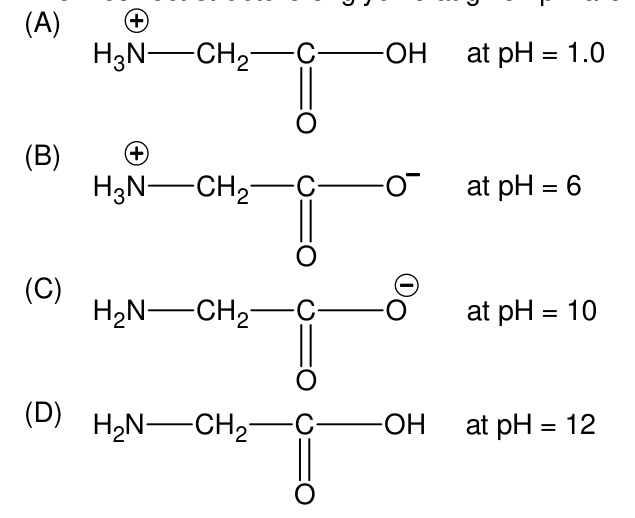 (A) H₃N⊕—CH₂—C(=O)—OH at pH = 1.0
(B) H₃N⊕—CH₂—C(=O)—O⁻ at pH = 6
(C) H₂N—CH₂—C(=O)—O⊖ at pH = 10
(D) H₂N—CH₂—C(=O)—OH at pH = 12